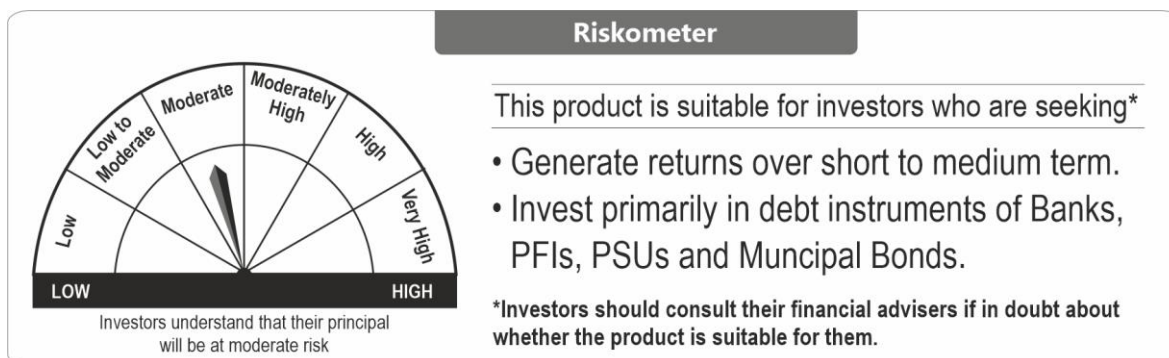 Riskometer
Low
Low to
Moderate
Moderate
Moderately
High
High
Very High
LOW
HIGH
Investors understand that their principal
will be at moderate risk
This product is suitable for investors who are seeking*
• Generate returns over short to medium term.
• Invest primarily in debt instruments of Banks,
PFIs, PSUs and Muncipal Bonds.
*Investors should consult their financial advisers if in doubt about
whether the product is suitable for them.